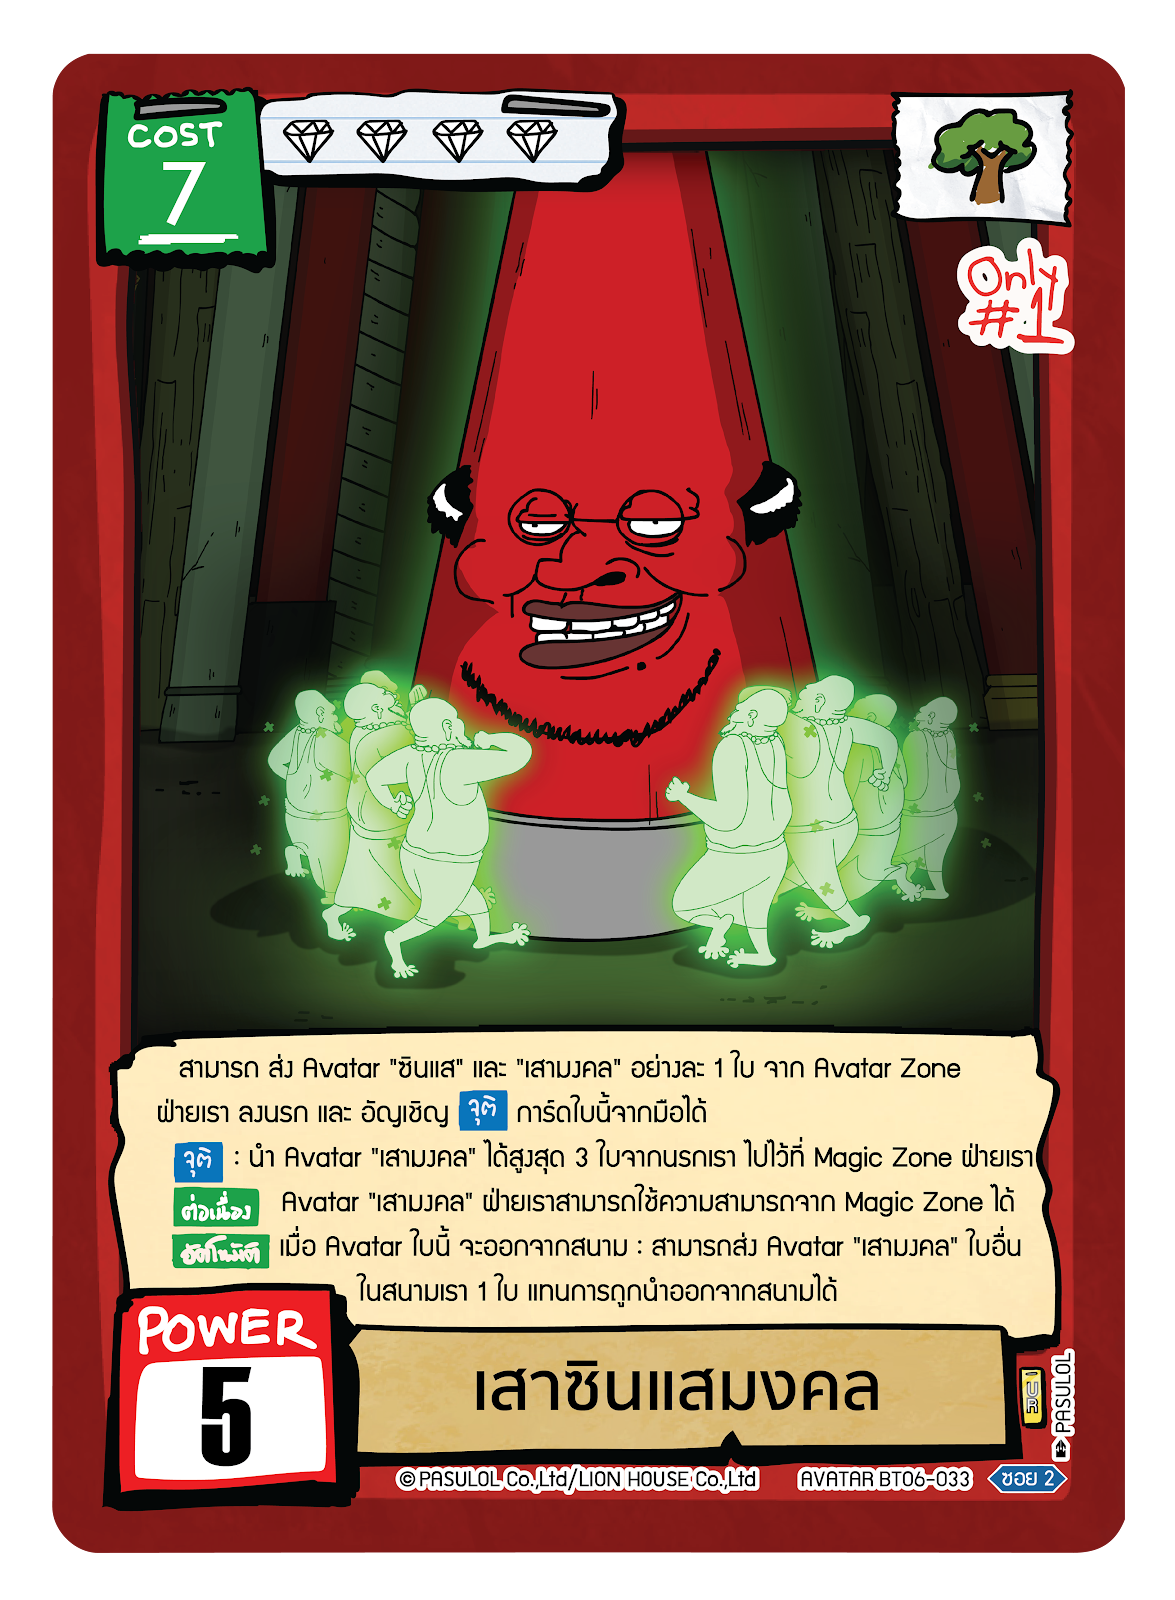 COST
7
Only
#1
สามารถ ส่ง Avatar "ซินแส" และ "เสามงคล" อย่างละ 1 ใบ จาก Avatar Zone
ฝ่ายเรา ลงนรก และ อัญเชิญ จุติ การ์ดใบนี้จากมือได้
จุติ : นำ Avatar "เสามงคล" ได้สูงสุด 3 ใบจากนรกเรา ไปไว้ที่ Magic Zone ฝ่ายเรา
ต่อเนื่อง Avatar "เสามงคล" ฝ่ายเราสามารถใช้ความสามารถจาก Magic Zone ได้
อัตโนมัติ เมื่อ Avatar ใบนี้ จะออกจากสนาม : สามารถส่ง Avatar "เสามงคล" ใบอื่น
ในสนามเรา 1 ใบ แทนการถูกนำออกจากสนามได้
POWER
5
เสาซินแสมงคล
UR
PASULOL
© PASULOL Co.,Ltd/LION HOUSE Co.,Ltd
AVATAR BT06-033
ซอย 2